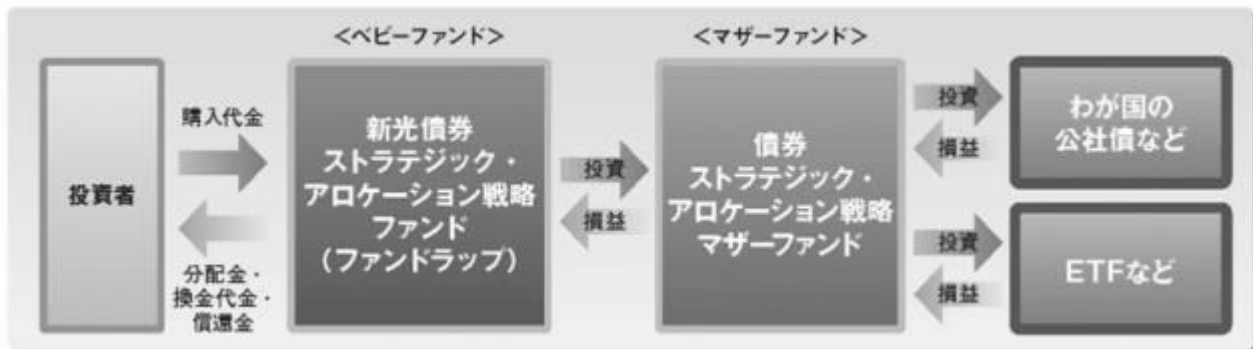 <ベビーファンド>
<マザーファンド>
投資者
購入代金
分配金・
換金代金・
償還金
新光債券
ストラテジック・
アロケーション戦略
ファンド
(ファンドラップ)
投資
損益
債券
ストラテジック・
アロケーション戦略
マザーファンド
投資
損益
わが国の
公社債など
投資
損益
ETFなど